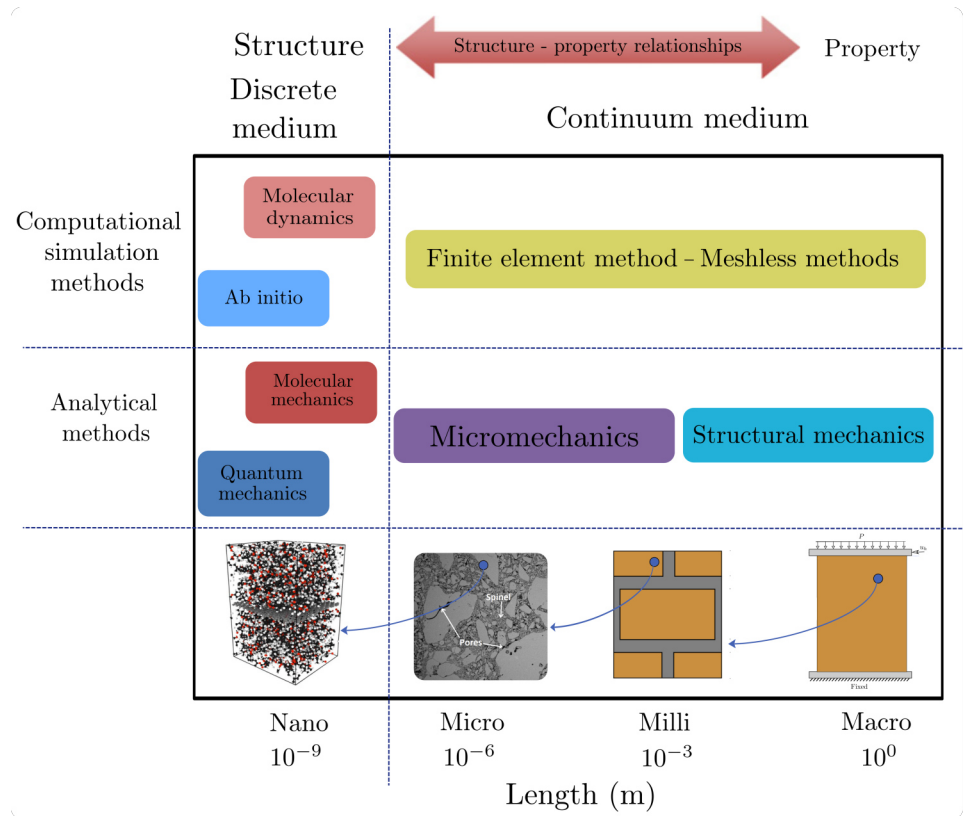 Structure
Structure - property relationships
Property
Discrete
medium
Continuum medium
Computational
simulation
methods
Molecular
dynamics
Ab initio
Finite element method – Meshless methods
Analytical
methods
Molecular
mechanics
Quantum
mechanics
Micromechanics
Structural mechanics
Spinel
Pores
P
Fixed
Nano
Micro
Milli
Macro
10⁻⁹
10⁻⁶
10⁻³
10⁰
Length (m)